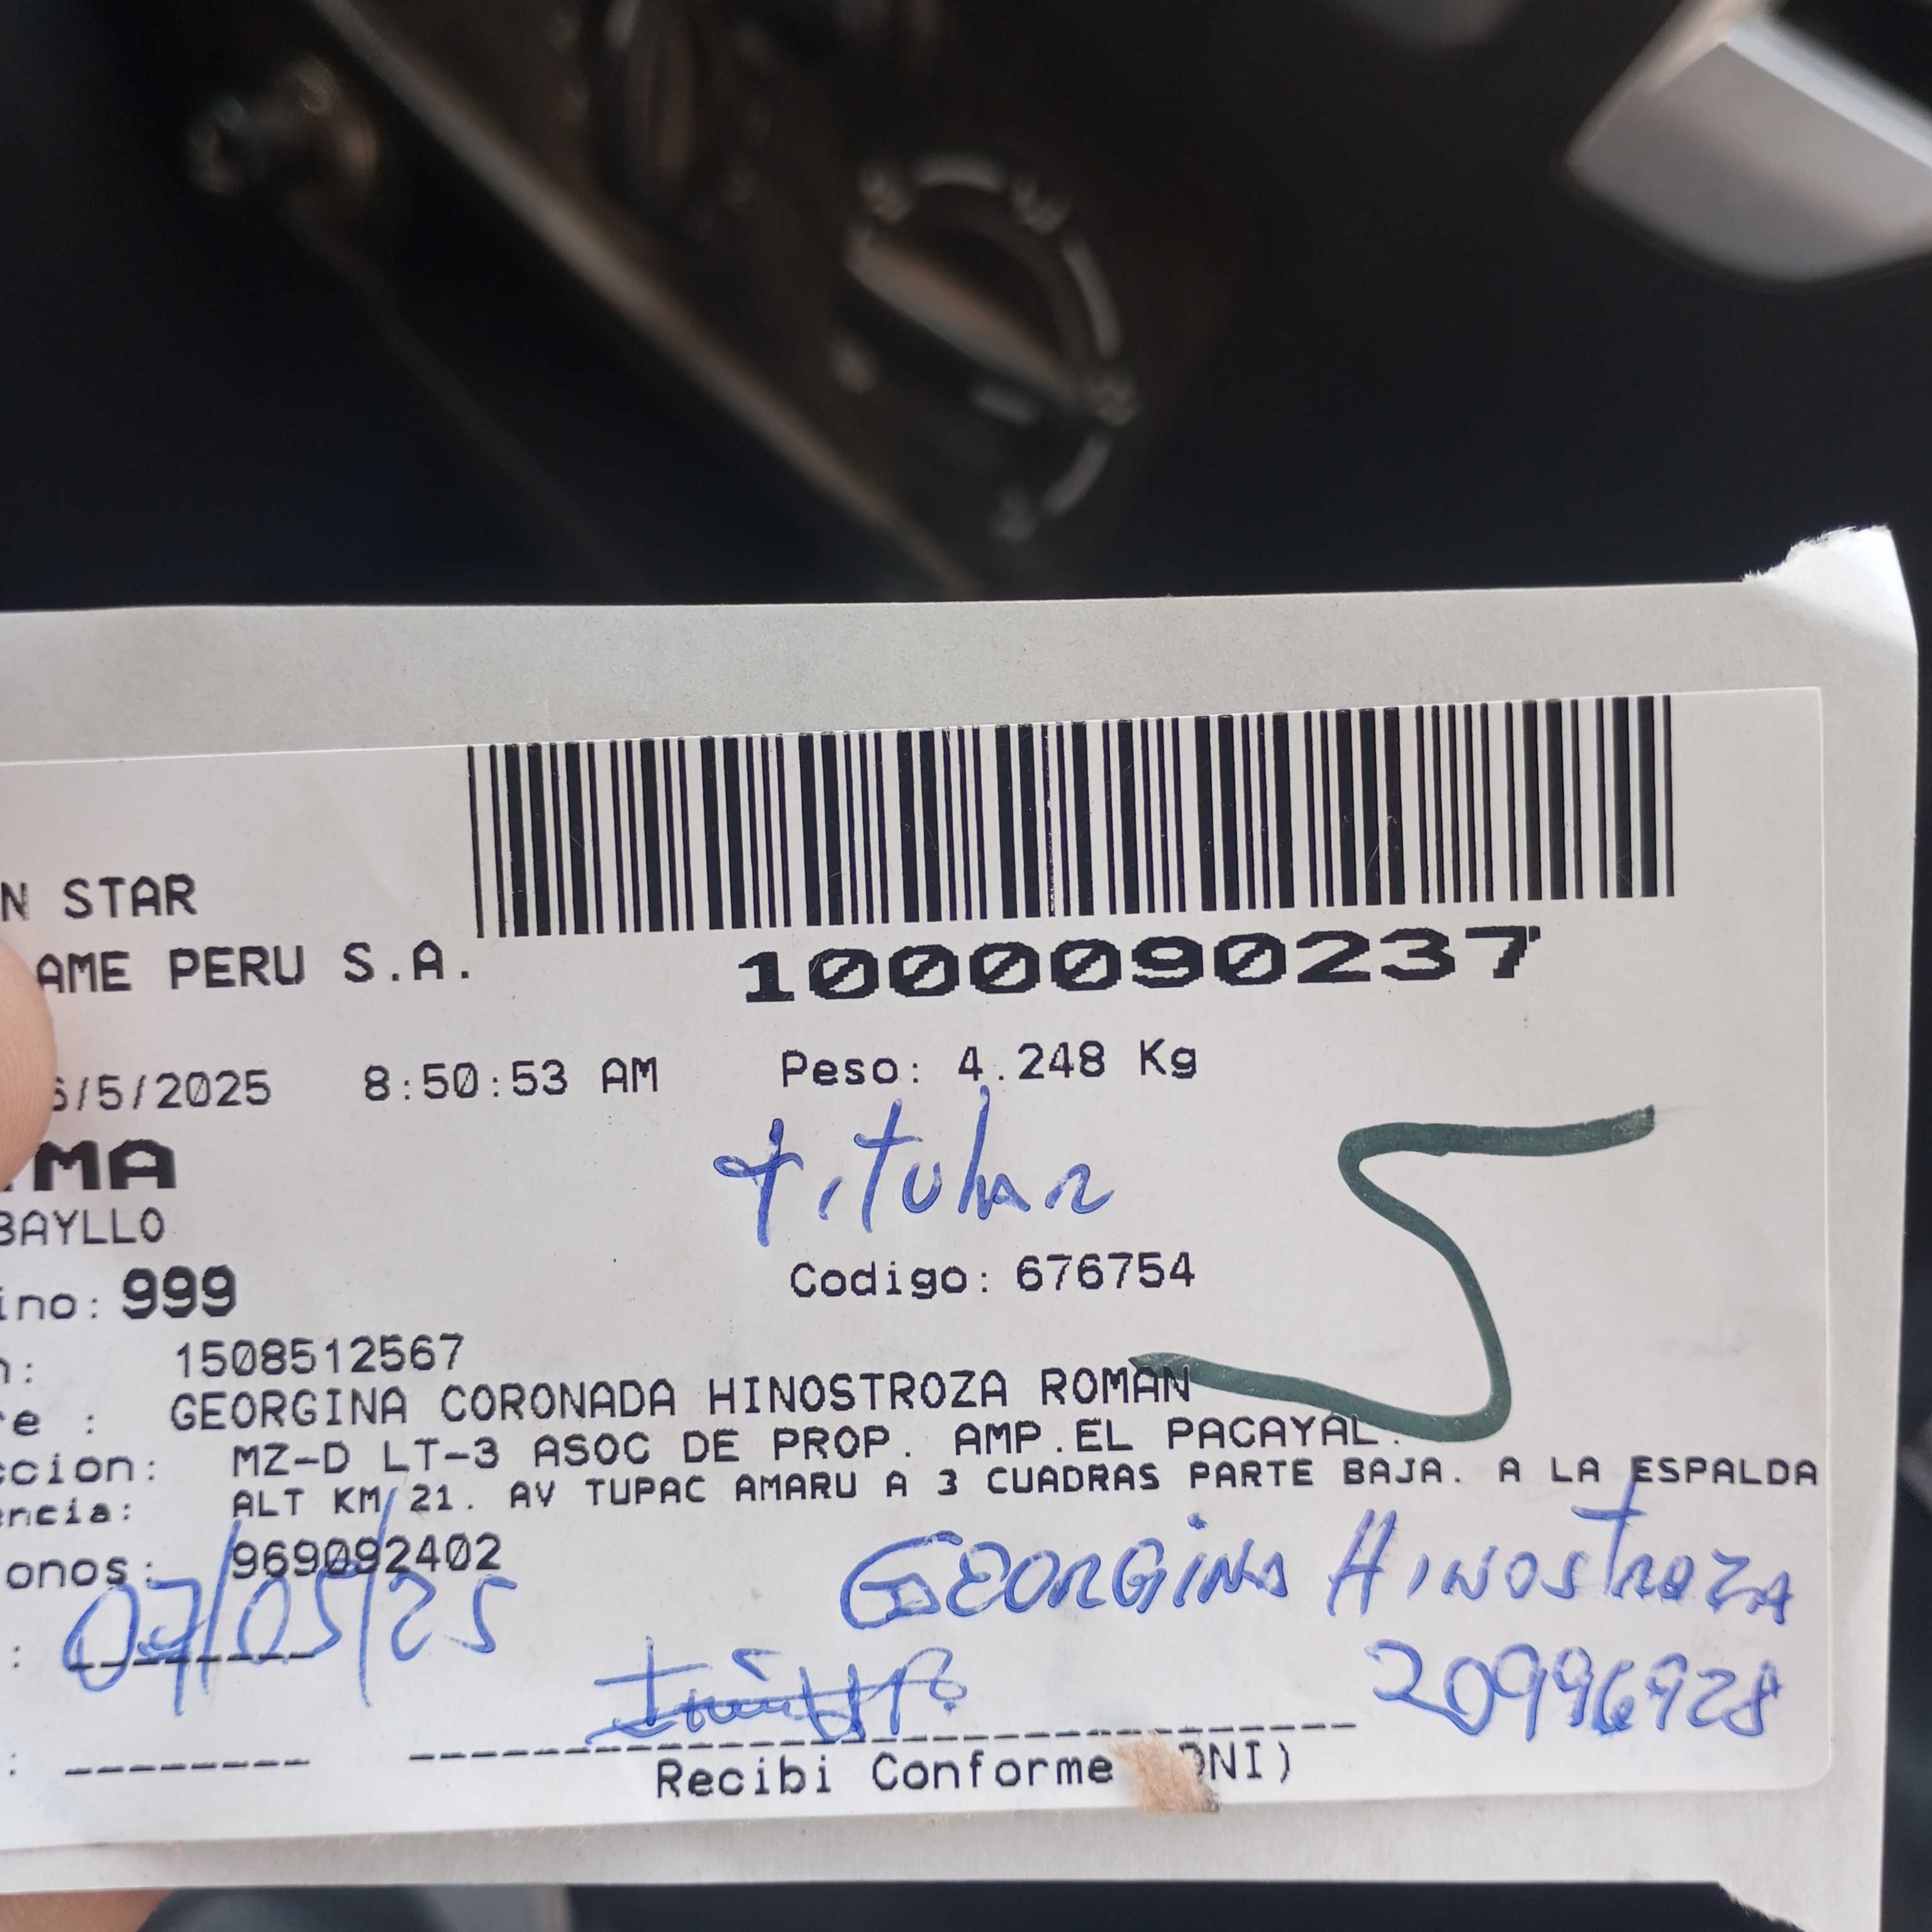 N STAR
AME PERU S.A.
1000090237
6/5/2025 8:50:53 AM Peso: 4.248 Kg
MA
titular
5
BAYLLO
Codigo: 676754
ino: 999
n: 1508512567
re : GEORGINA CORONADA HINOSTROZA ROMAN
ccion: MZ-D LT-3 ASOC DE PROP. AMP.EL PACAYAL.
encia: ALT KM 21. AV TUPAC AMARU A 3 CUADRAS PARTE BAJA. A LA ESPALDA
onos: 969092402
GEORGINA HINOSTROZA
: 07/05/25
20996928
:
Recibi Conforme DNI)